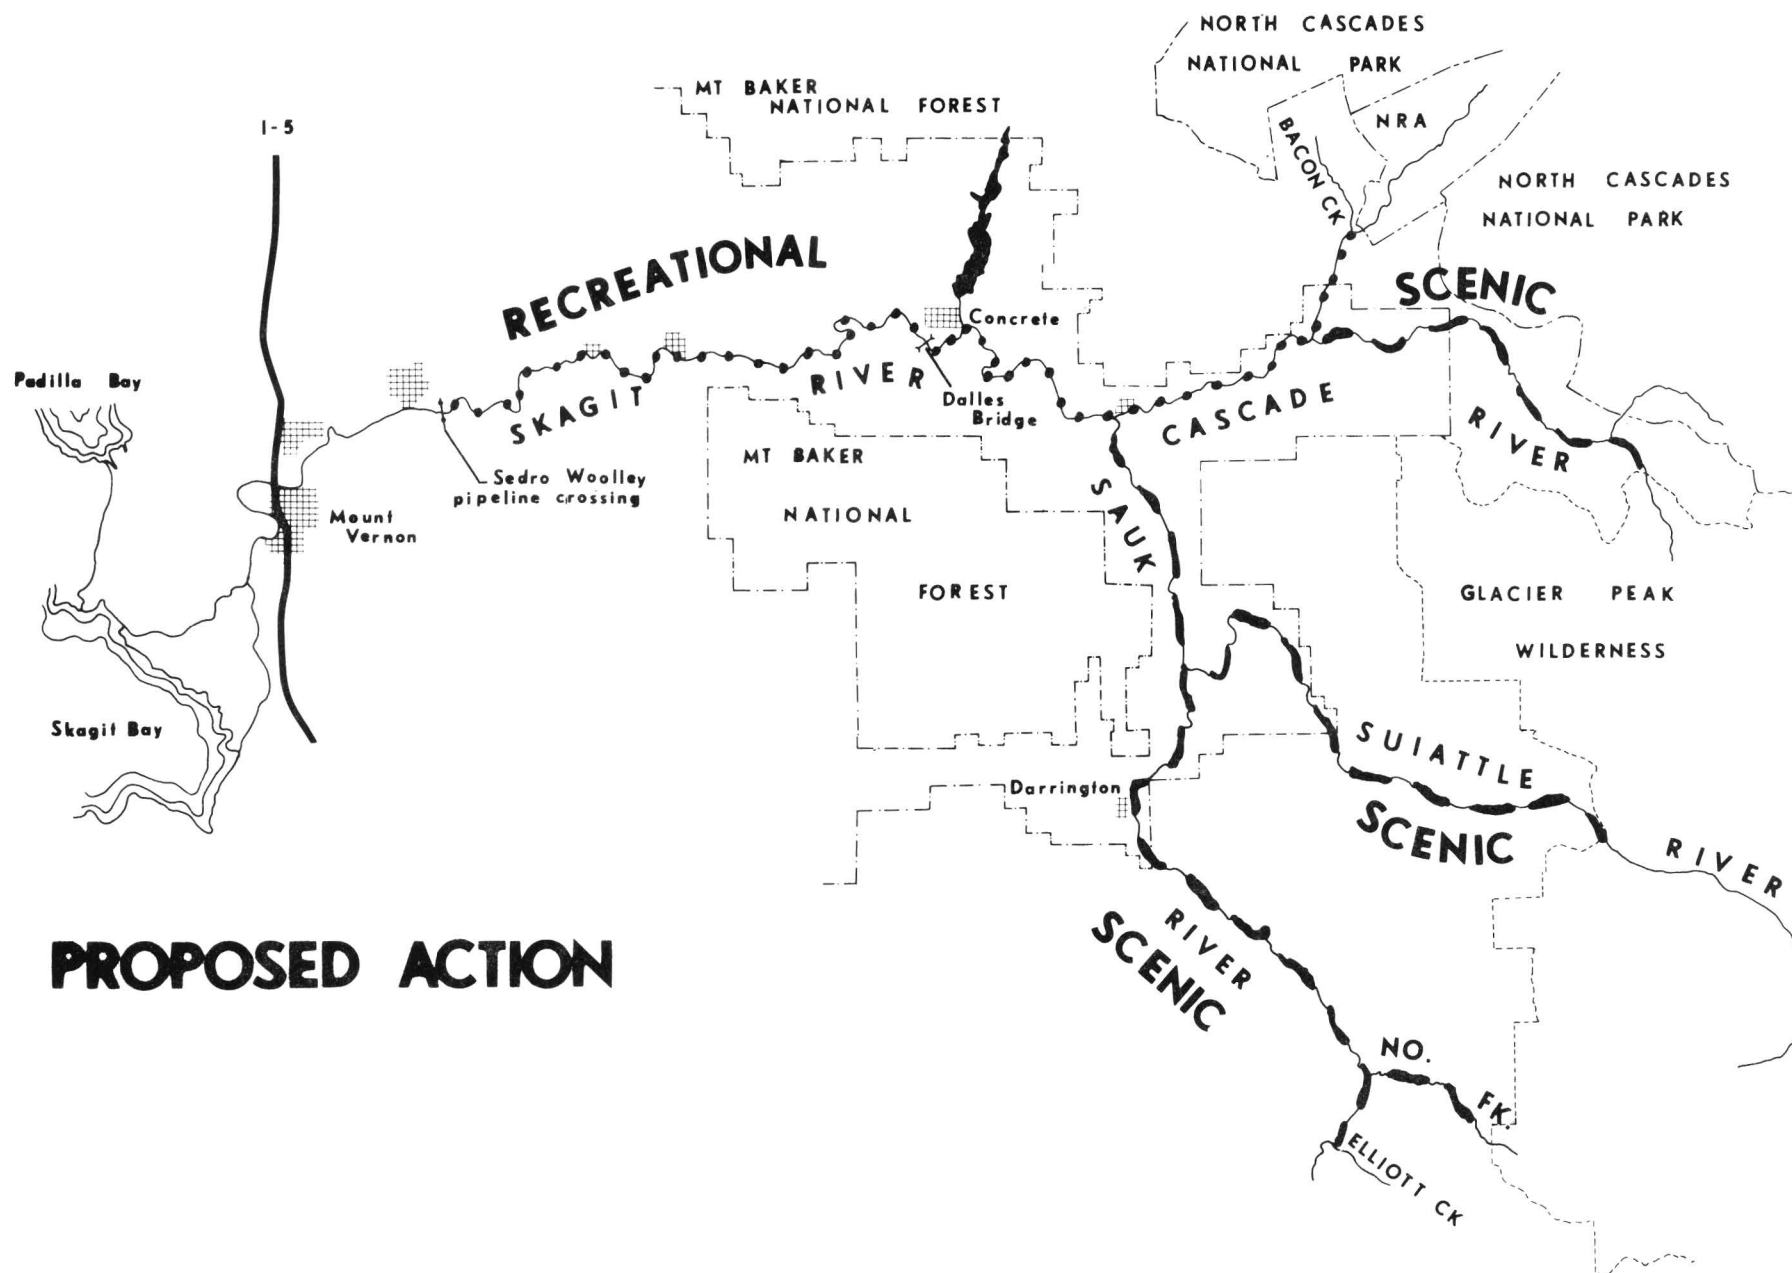 NORTH CASCADES
NATIONAL PARK
MT BAKER
NATIONAL FOREST
I-5
NRA
BACON CK
NORTH CASCADES
NATIONAL PARK
RECREATIONAL
SCENIC
Concrete
Padilla Bay
SKAGIT RIVER
Dalles
Bridge
CASCADE RIVER
MT BAKER
NATIONAL
FOREST
Sedro Woolley
pipeline crossing
Mount
Vernon
SAUK
GLACIER PEAK
WILDERNESS
Skagit Bay
SUIATTLE
RIVER
Darrington
SCENIC
RIVER
SCENIC
PROPOSED ACTION
NO.
FK.
ELLIOTT CK